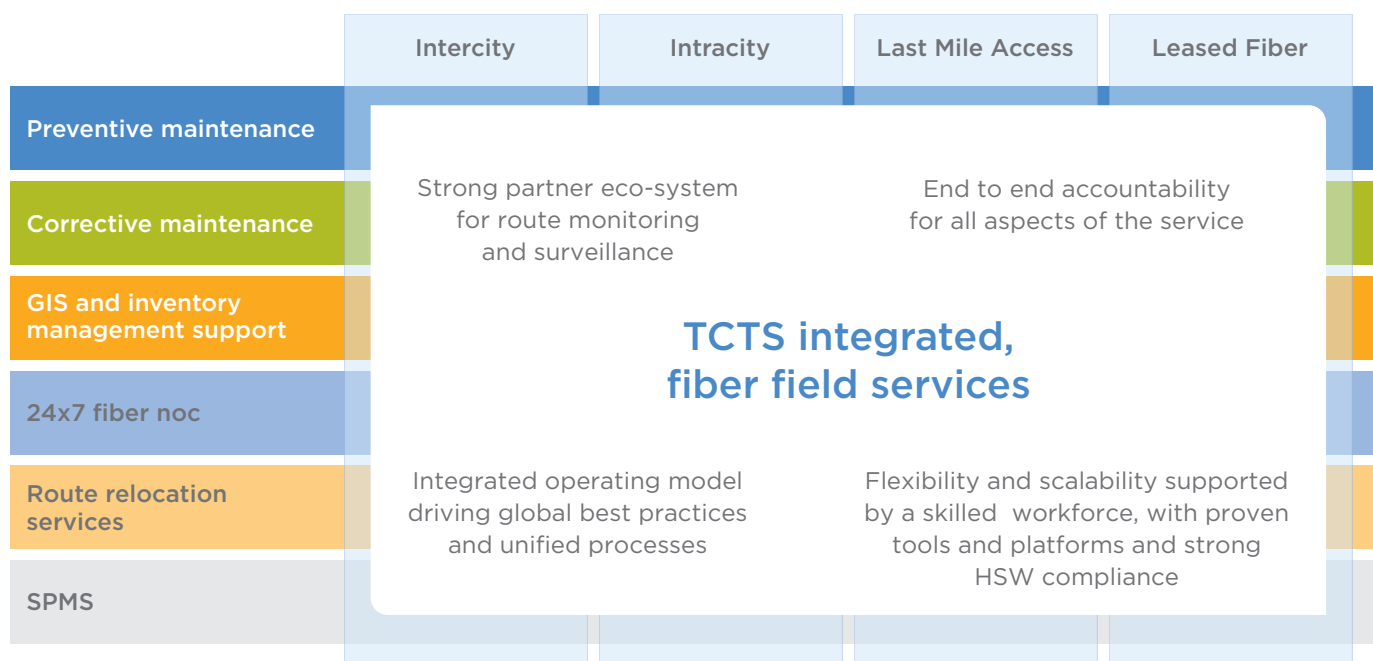 Intercity
Intracity
Last Mile Access
Leased Fiber
Preventive maintenance
Corrective maintenance
GIS and inventory
management support
24x7 fiber noc
Route relocation
services
SPMS
Strong partner eco-system
for route monitoring
and surveillance
End to end accountability
for all aspects of the service
TCTS integrated,
fiber field services
Integrated operating model
driving global best practices
and unified processes
Flexibility and scalability supported
by a skilled workforce, with proven
tools and platforms and strong
HSW compliance